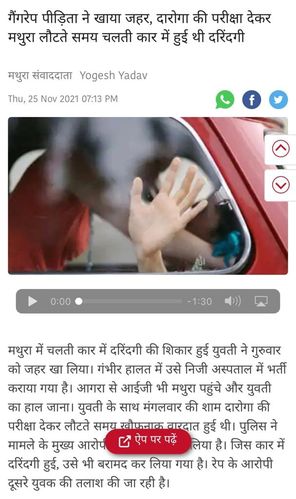 गैंगरेप पीड़िता ने खाया जहर, दारोगा की परीक्षा देकर
मथुरा लौटते समय चलती कार में हुई थी दरिंदगी
मथुरा संवाददाता Yogesh Yadav
Thu, 25 Nov 2021 07:13 PM
0:00
-1:30
मथुरा में चलती कार में दरिंदगी की शिकार हुई युवती ने गुरुवार
को जहर खा लिया। गंभीर हालत में उसे निजी अस्पताल में भर्ती
कराया गया है। आगरा से आईजी भी मथुरा पहुंचे और युवती
का हाल जाना। युवती के साथ मंगलवार की शाम दारोगा की
परीक्षा देकर लौटते समय खौफनाक वारदात हुई थी। पुलिस ने
मामले के मुख्य आरोप लिया है। जिस कार में
ऐप पर पढ़ें
दरिंदगी हुई, उसे भी बरामद कर लिया गया है। रेप के आरोपी
दूसरे युवक की तलाश की जा रही है।